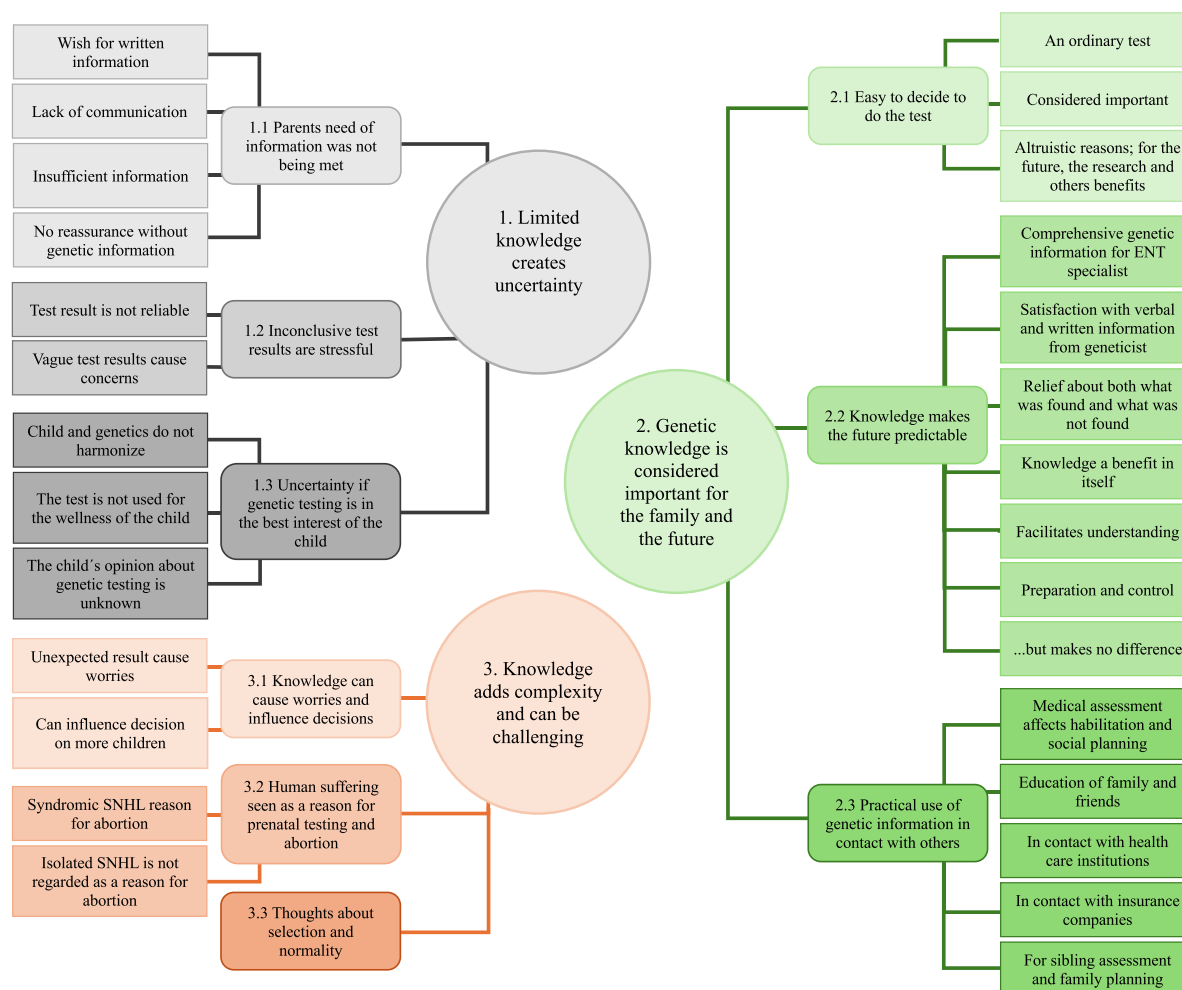 Wish for written
information
Lack of communication
Insufficient information
No reassurance without
genetic information
1.1 Parents need of
information was not
being met
Test result is not reliable
Vague test results cause
concerns
1.2 Inconclusive test
results are stressful
Child and genetics do not
harmonize
The test is not used for
the wellness of the child
The child´s opinion about
genetic testing is
unknown
1.3 Uncertainty if
genetic testing is in
the best interest of the
child
1. Limited
knowledge
creates
uncertainty
Unexpected result cause
worries
Can influence decision
on more children
3.1 Knowledge can
cause worries and
influence decisions
Syndromic SNHL reason
for abortion
Isolated SNHL is not
regarded as a reason for
abortion
3.2 Human suffering
seen as a reason for
prenatal testing and
abortion
3.3 Thoughts about
selection and
normality
3. Knowledge
adds complexity
and can be
challenging
2. Genetic
knowledge is
considered
important for
the family and
the future
2.1 Easy to decide to
do the test
An ordinary test
Considered important
Altruistic reasons; for the
future, the research and
others benefits
2.2 Knowledge makes
the future predictable
Comprehensive genetic
information for ENT
specialist
Satisfaction with verbal
and written information
from geneticist
Relief about both what
was found and what was
not found
Knowledge a benefit in
itself
Facilitates understanding
Preparation and control
...but makes no difference
2.3 Practical use of
genetic information in
contact with others
Medical assessment
affects habilitation and
social planning
Education of family and
friends
In contact with health
care institutions
In contact with insurance
companies
For sibling assessment
and family planning